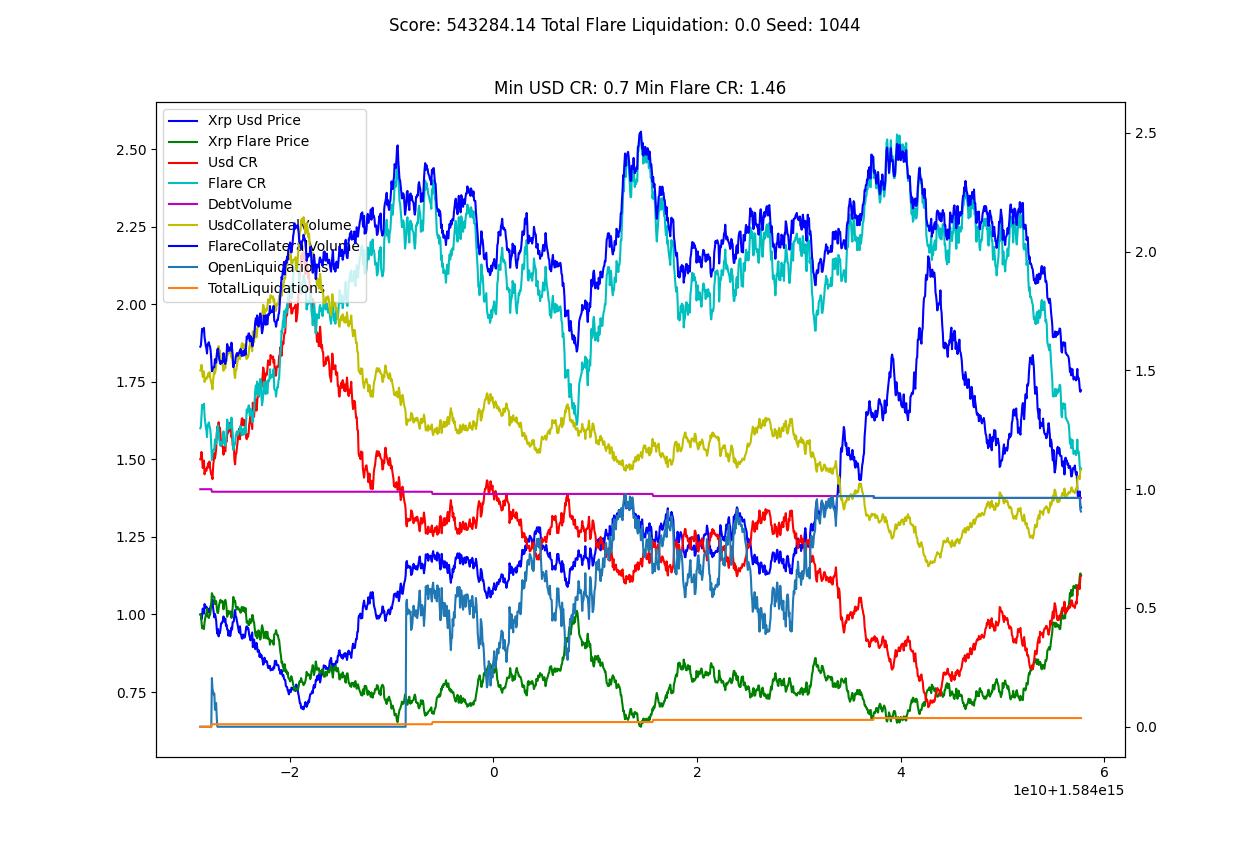 Score: 543284.14 Total Flare Liquidation: 0.0 Seed: 1044
Min USD CR: 0.7 Min Flare CR: 1.46
Xrp Usd Price
Xrp Flare Price
Usd CR
Flare CR
DebtVolume
UsdCollateralVolume
FlareCollateralVolume
OpenLiquidations
TotalLiquidations
2.50
2.25
2.00
1.75
1.50
1.25
1.00
0.75
2.5
2.0
1.5
1.0
0.5
0.0
−2 0 2 4 6
1e10+1.584e15